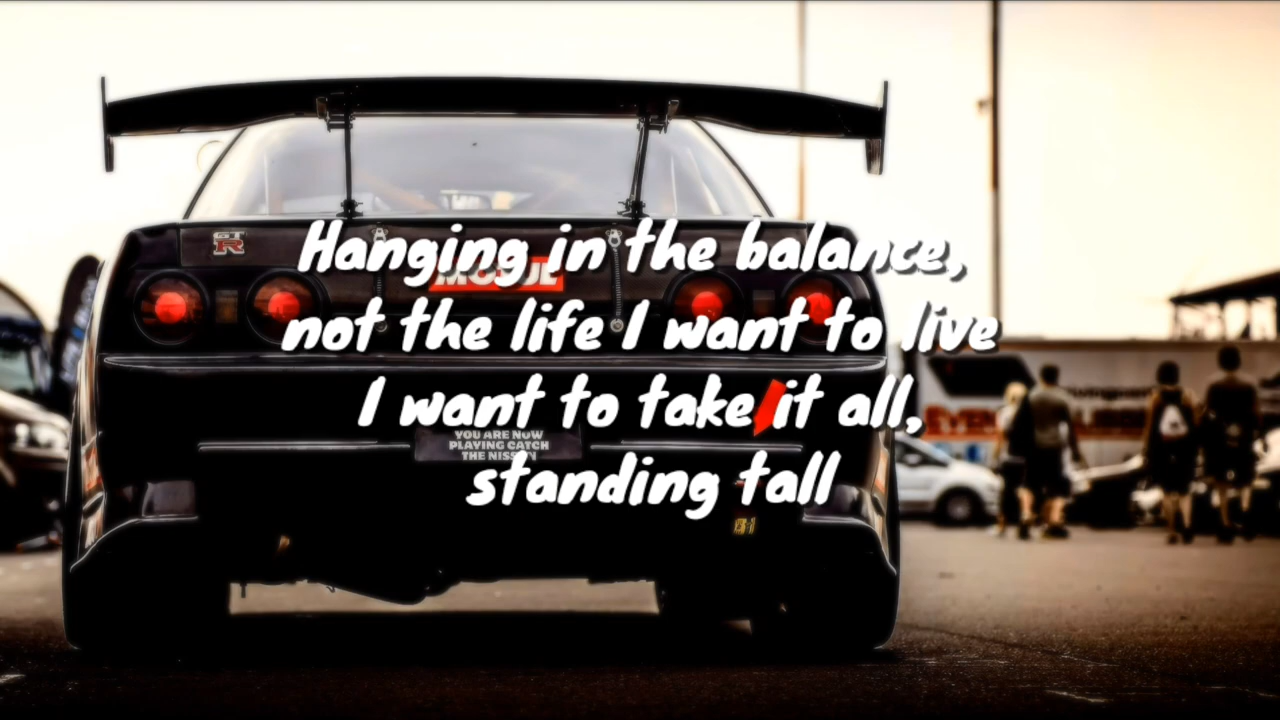 GT
R
Hanging in the balance,
MOTUL
not the life I want to live
I want to take it all,
YOU ARE NOW
PLAYING CATCH
THE NISSAN
standing tall